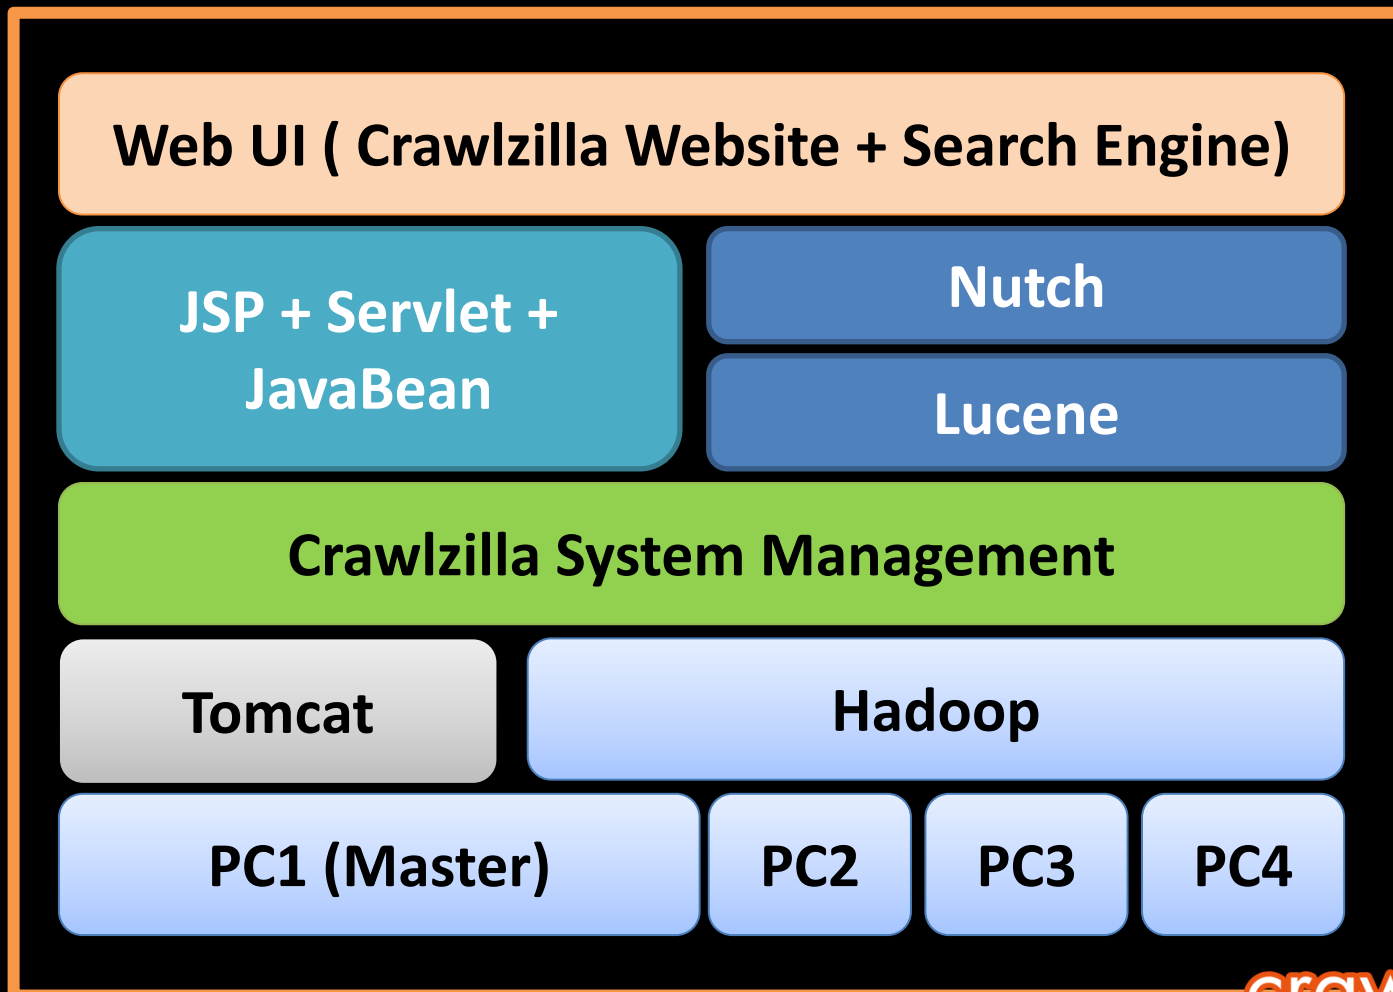 Web UI ( Crawlzilla Website + Search Engine)
JSP + Servlet +
JavaBean
Nutch
Lucene
Crawlzilla System Management
Tomcat
Hadoop
PC1 (Master)
PC2
PC3
PC4